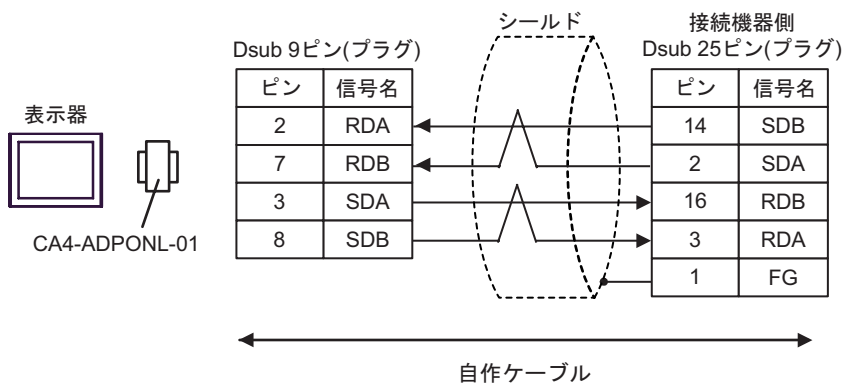 シールド
接続機器側
Dsub 9ピン(プラグ)
Dsub 25ピン(プラグ)
ピン 信号名 ピン 信号名
表示器
2 RDA 14 SDB
7 RDB 2 SDA
3 SDA 16 RDB
8 SDB 3 RDA
CA4-ADPONL-01
1 FG
自作ケーブル